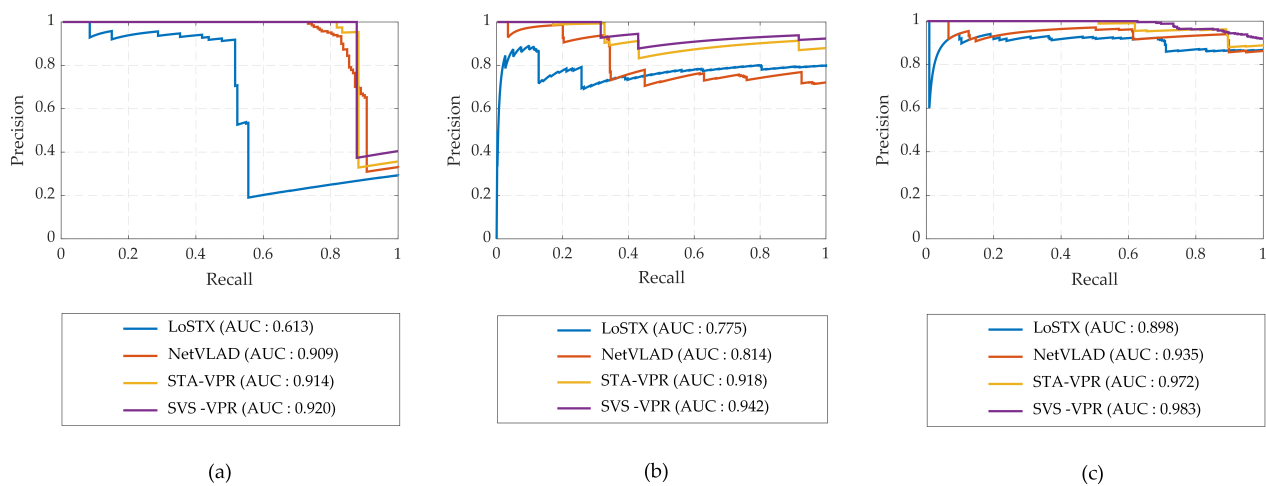 1
0.8
0.6
0.4
0.2
0
Precision
0 0.2 0.4 0.6 0.8 1
Recall
LoSTX (AUC : 0.613)
NetVLAD (AUC : 0.909)
STA-VPR (AUC : 0.914)
SVS -VPR (AUC : 0.920)
(a)
1
0.8
0.6
0.4
0.2
0
Precision
0 0.2 0.4 0.6 0.8 1
Recall
LoSTX (AUC : 0.775)
NetVLAD (AUC : 0.814)
STA-VPR (AUC : 0.918)
SVS -VPR (AUC : 0.942)
(b)
1
0.8
0.6
0.4
0.2
0
Precision
0 0.2 0.4 0.6 0.8 1
Recall
LoSTX (AUC : 0.898)
NetVLAD (AUC : 0.935)
STA-VPR (AUC : 0.972)
SVS -VPR (AUC : 0.983)
(c)